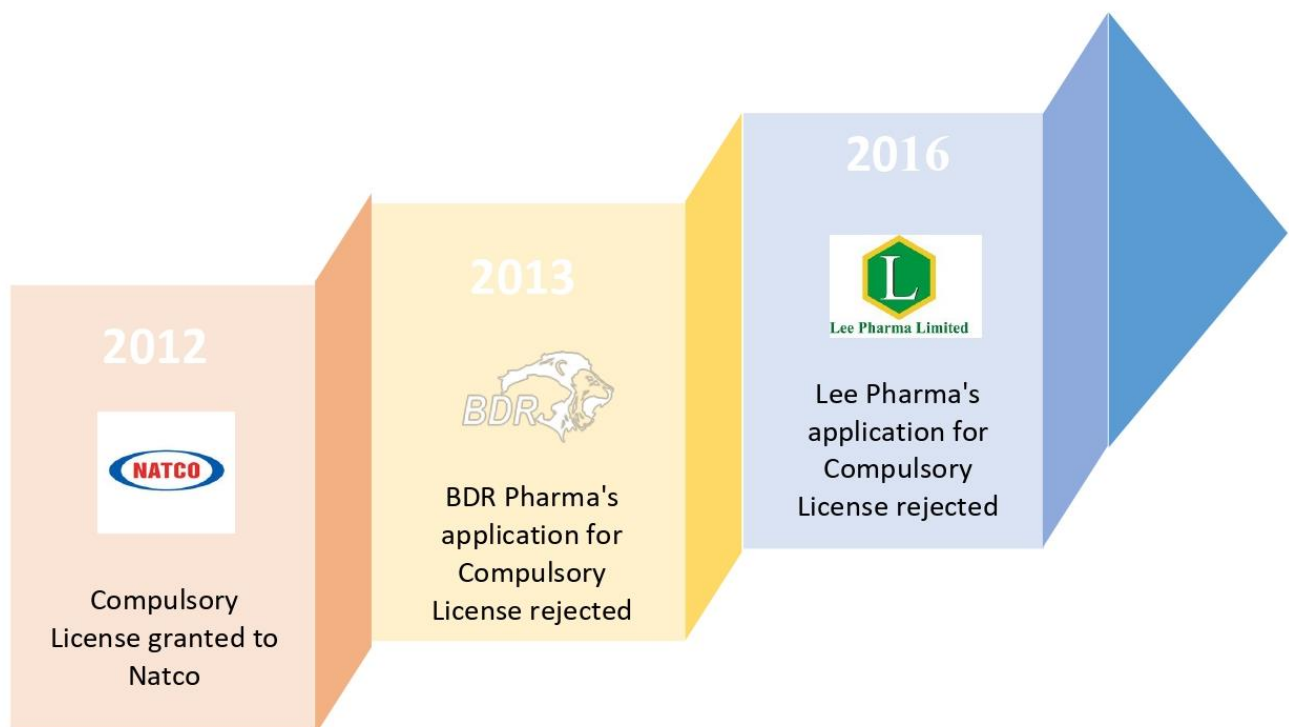 2012
NATCO
Compulsory
License granted to
Natco
2013
BDR
BDR Pharma's
application for
Compulsory
License rejected
2016
L
Lee Pharma Limited
Lee Pharma's
application for
Compulsory
License rejected